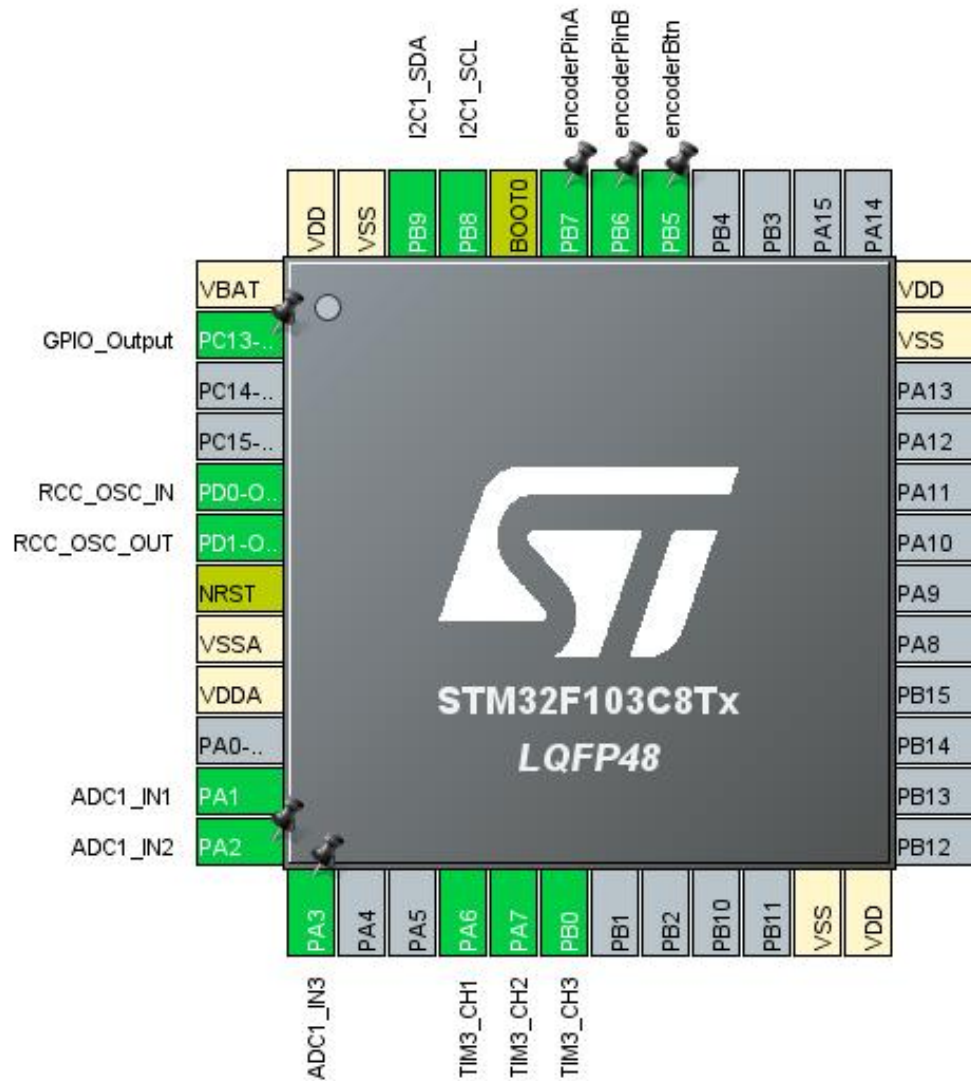 I2C1_SDA
I2C1_SCL
encoderPinA
encoderPinB
encoderBtn
VDD
VSS
PB9
PB8
BOOT0
PB7
PB6
PB5
PB4
PB3
PA15
PA14
VBAT
VDD
GPIO_Output
PC13-..
VSS
PC14-..
PA13
PC15-..
PA12
RCC_OSC_IN
PD0-O..
PA11
RCC_OSC_OUT
PD1-O..
PA10
NRST
PA9
VSSA
PA8
VDDA
PB15
PA0-..
PB14
ADC1_IN1
PA1
PB13
ADC1_IN2
PA2
PB12
ST
STM32F103C8Tx
LQFP48
PA3
PA4
PA5
PA6
PA7
PB0
PB1
PB2
PB10
PB11
VSS
VDD
ADC1_IN3
TIM3_CH1
TIM3_CH2
TIM3_CH3